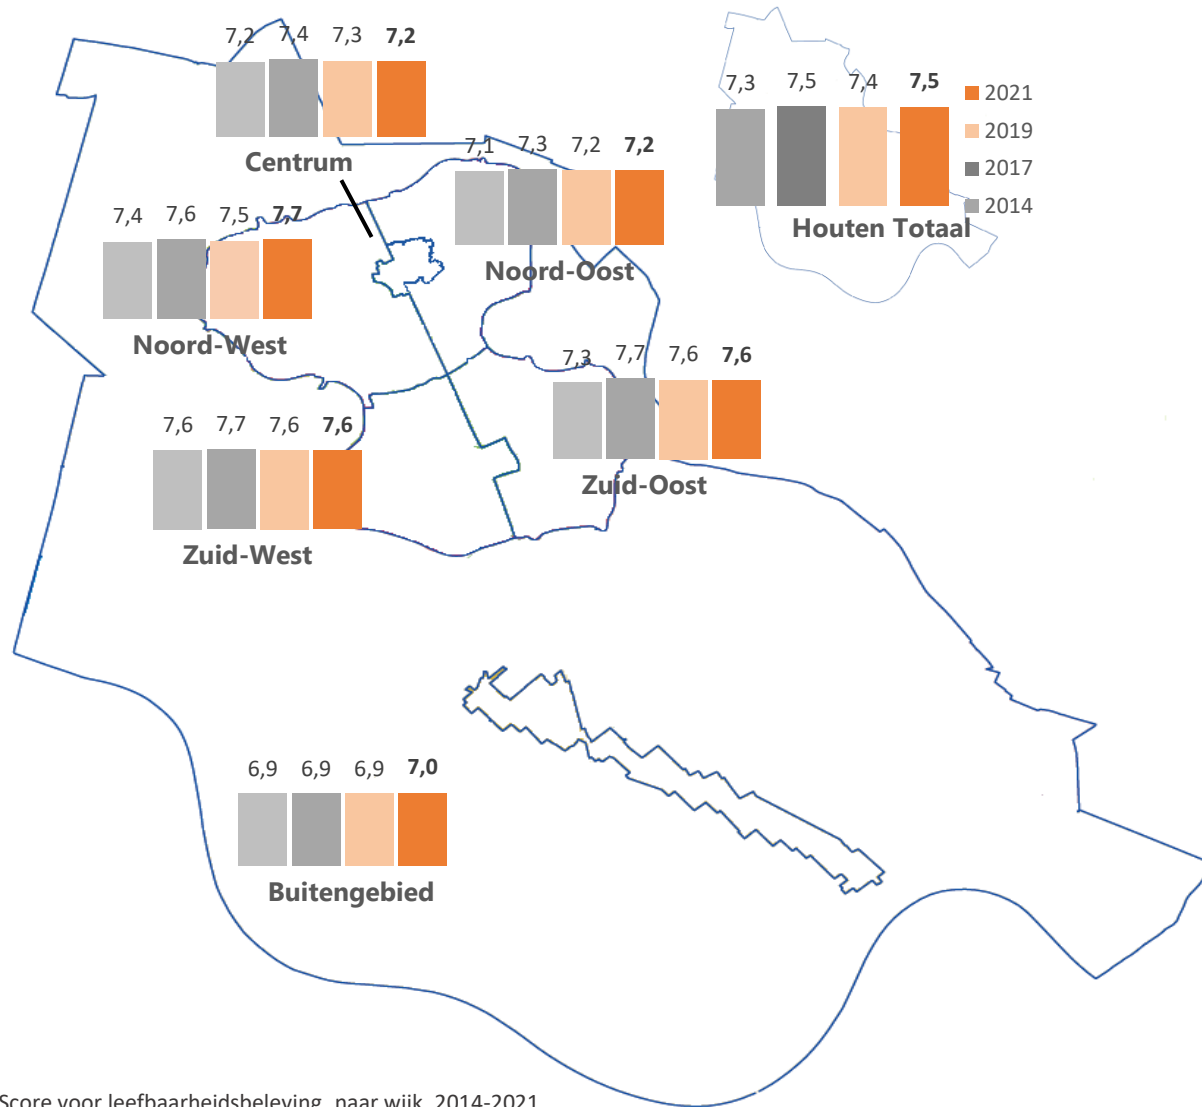 7,2 7,4 7,3 7,2
Centrum
7,3 7,5 7,4 7,5
Houten Totaal
2021
2019
2017
2014
7,1 7,3 7,2 7,2
Noord-Oost
7,4 7,6 7,5 7,7
Noord-West
7,3 7,7 7,6 7,6
Zuid-Oost
7,6 7,7 7,6 7,6
Zuid-West
6,9 6,9 6,9 7,0
Buitengebied
Score voor leefbaarheidsbeleving, naar wijk, 2014-2021